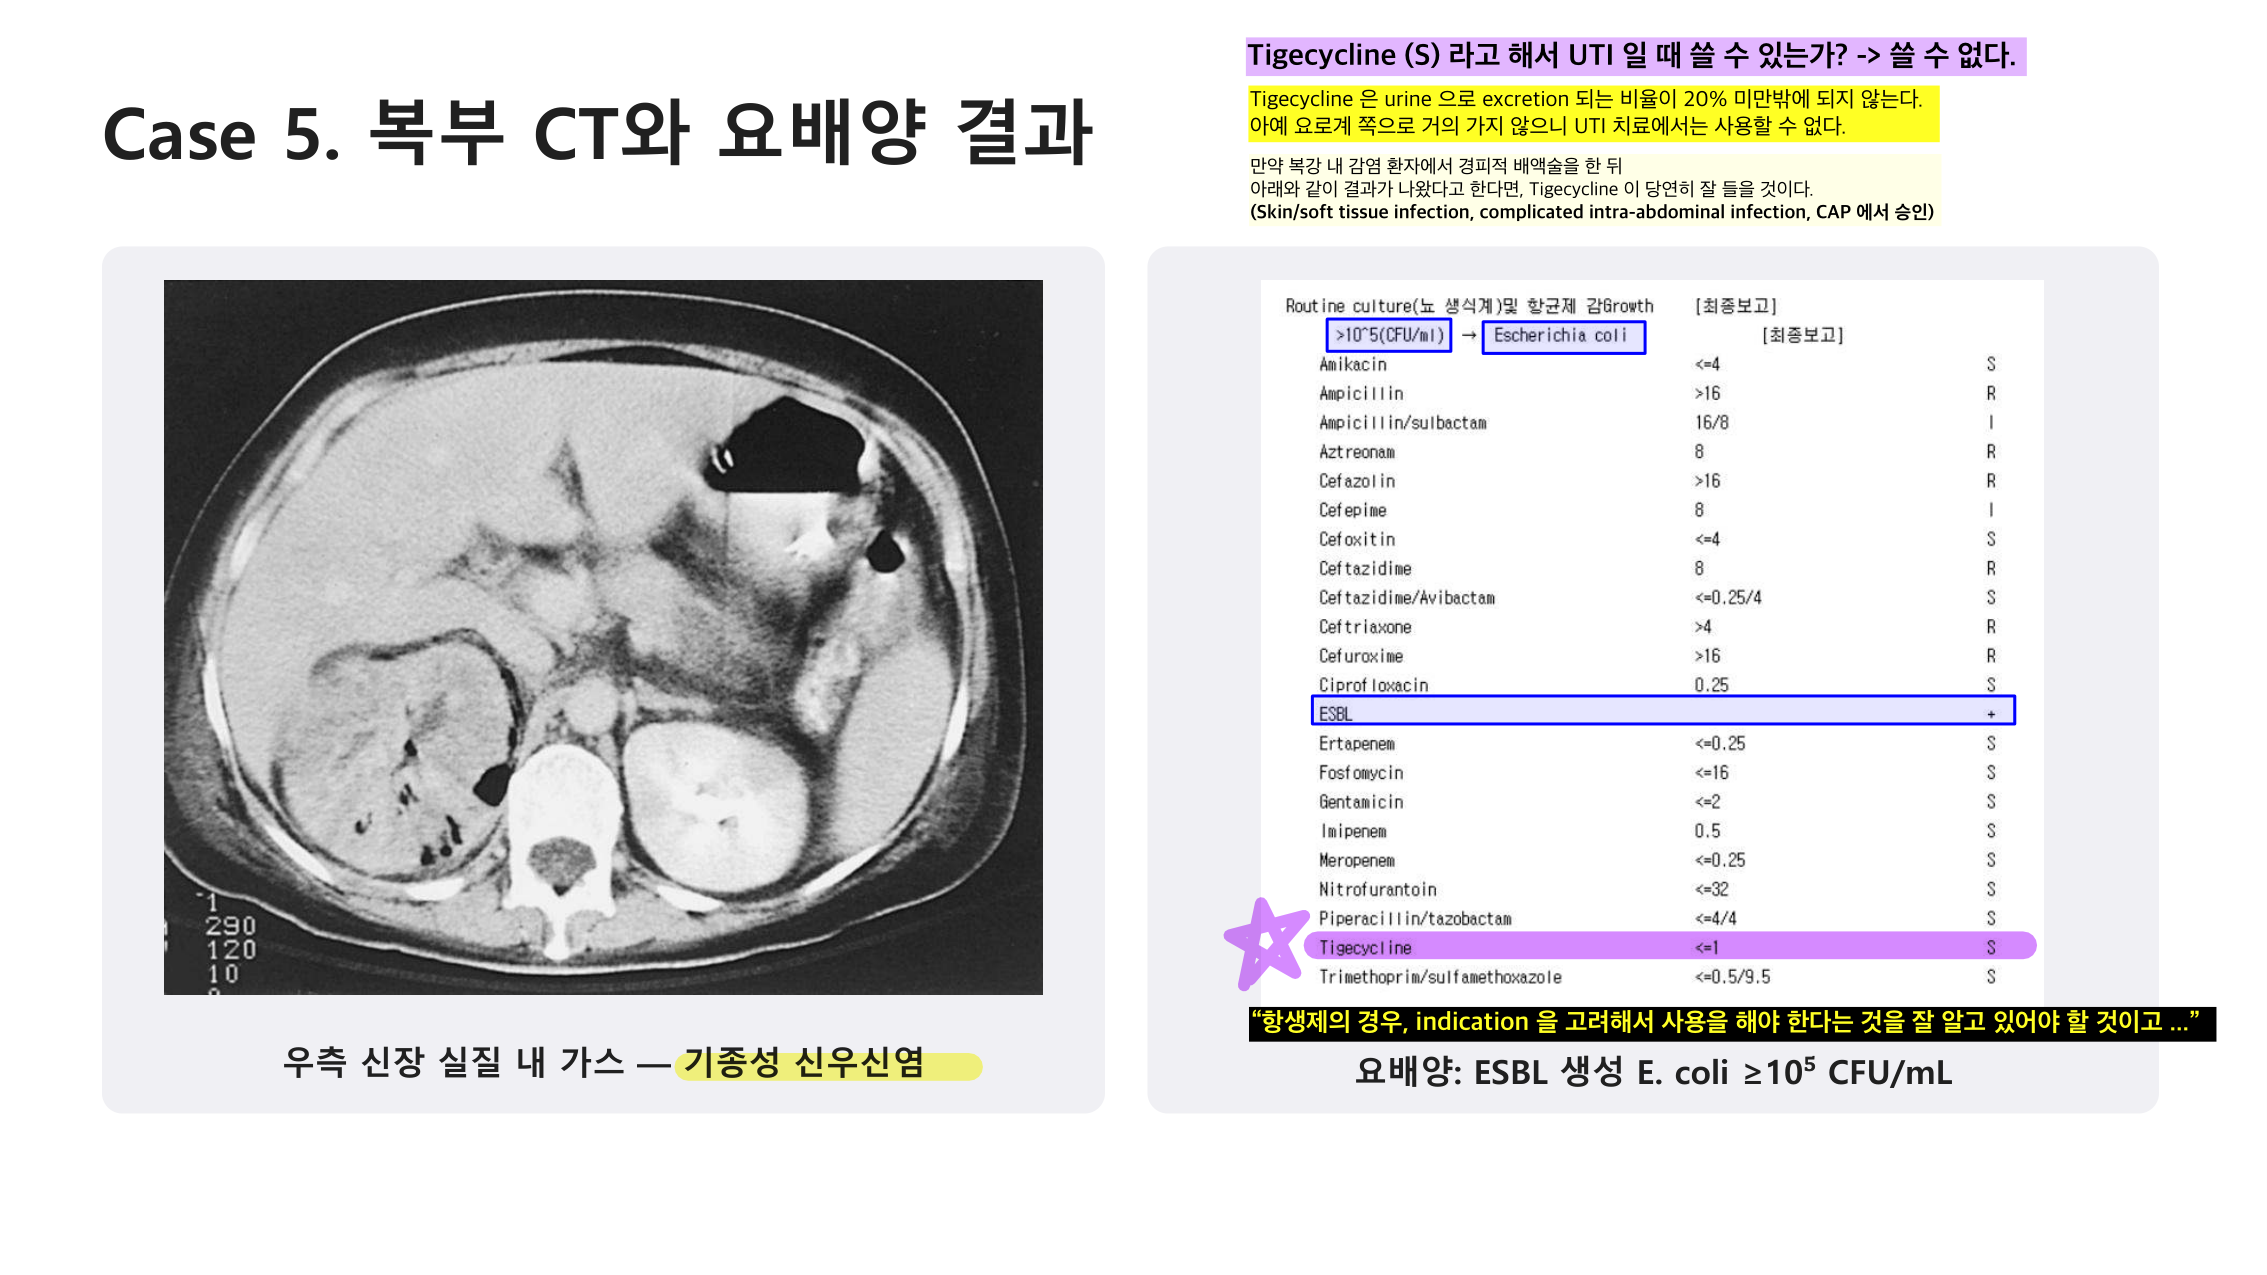 Tigecycline (S) 라고 해서 UTI 일 때 쓸 수 있는가? -> 쓸 수 없다.
Tigecycline 은 urine 으로 excretion 되는 비율이 20% 미만밖에 되지 않는다.
아예 요로계 쪽으로 거의 가지 않으니 UTI 치료에서는 사용할 수 없다.
만약 복강 내 감염 환자에서 경피적 배액술을 한 뒤
아래와 같이 결과가 나왔다고 한다면, Tigecycline 이 당연히 잘 들을 것이다.
(Skin/soft tissue infection, complicated intra-abdominal infection, CAP 에서 승인)
Case 5. 복부 CT와 요배양 결과
-1
290
120
10
우측 신장 실질 내 가스 — 기종성 신우신염
Routine culture(뇨 생식계)및 항균제 감Growth [최종보고]
>10^5(CFU/ml) → Escherichia coli [최종보고]
Amikacin <=4 S
Ampicillin >16 R
Ampicillin/sulbactam 16/8 I
Aztreonam 8 R
Cefazolin >16 R
Cefepime 8 I
Cefoxitin <=4 S
Ceftazidime 8 R
Ceftazidime/Avibactam <=0.25/4 S
Ceftriaxone >4 R
Cefuroxime >16 R
Ciprofloxacin 0.25 S
ESBL +
Ertapenem <=0.25 S
Fosfomycin <=16 S
Gentamicin <=2 S
Imipenem 0.5 S
Meropenem <=0.25 S
Nitrofurantoin <=32 S
Piperacillin/tazobactam <=4/4 S
Tigecycline <=1 S
Trimethoprim/sulfamethoxazole <=0.5/9.5 S
“항생제의 경우, indication 을 고려해서 사용을 해야 한다는 것을 잘 알고 있어야 할 것이고 ...”
요배양: ESBL 생성 E. coli ≥10⁵ CFU/mL